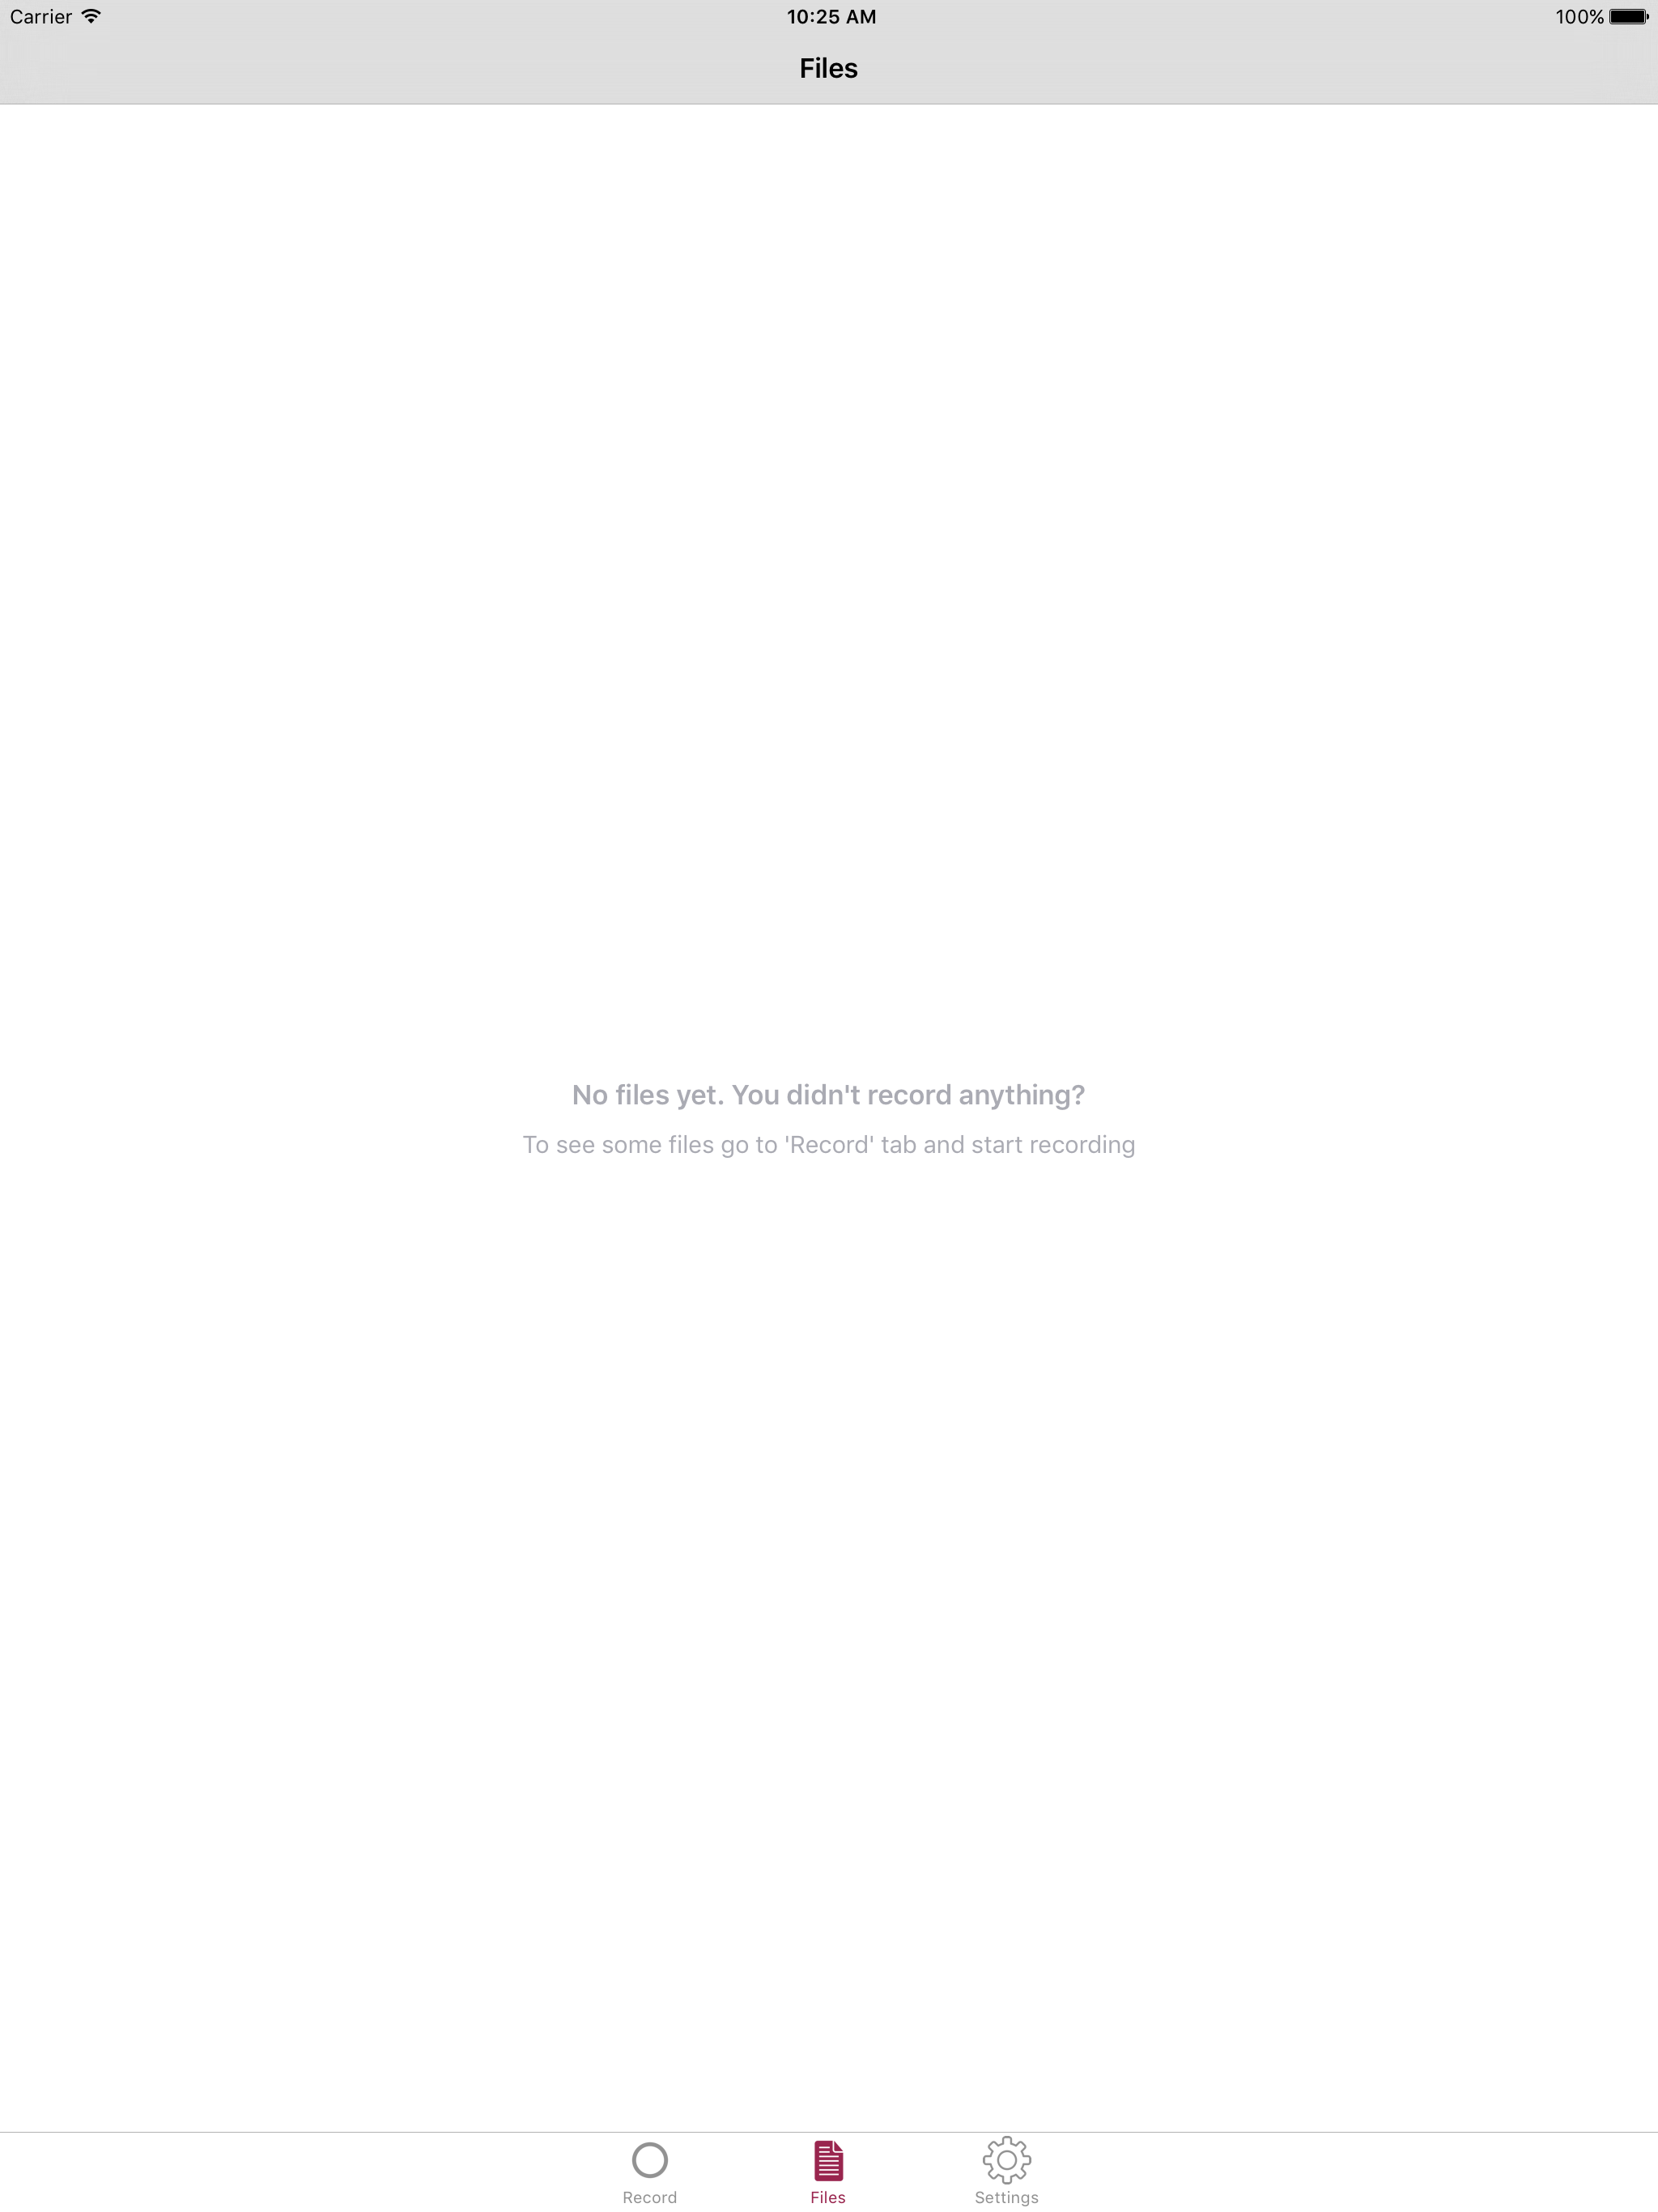 Carrier 10:25 AM 100%
Files
No files yet. You didn't record anything?
To see some files go to 'Record' tab and start recording
Record Files Settings